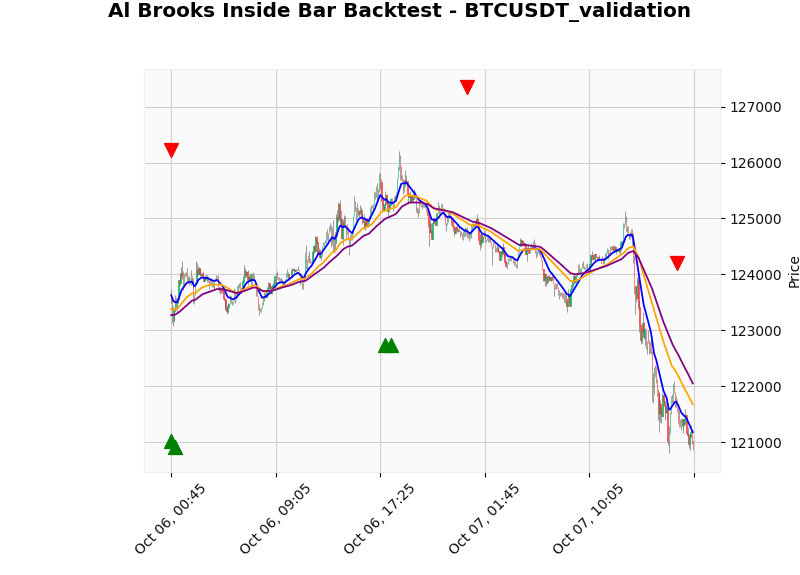 Al Brooks Inside Bar Backtest - BTCUSDT_validation
127000
126000
125000
124000
123000
122000
121000
Price
Oct 06, 00:45
Oct 06, 09:05
Oct 06, 17:25
Oct 07, 01:45
Oct 07, 10:05